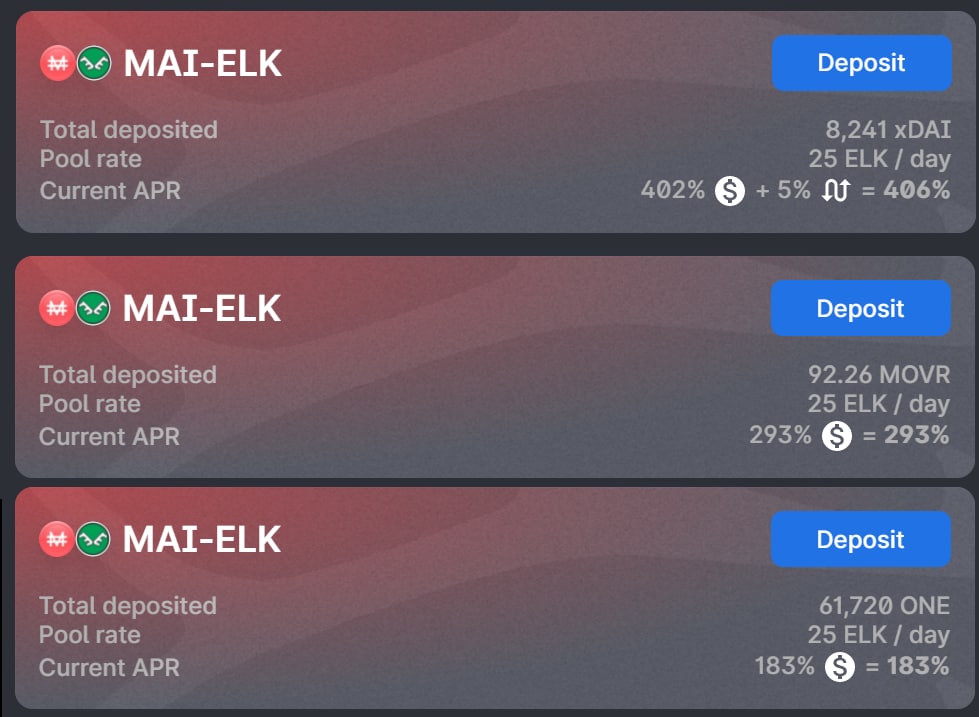 MAI-ELK
Deposit
Total deposited 8,241 xDAI
Pool rate 25 ELK / day
Current APR 402% $ + 5% = 406%
MAI-ELK
Deposit
Total deposited 92.26 MOVR
Pool rate 25 ELK / day
Current APR 293% $ = 293%
MAI-ELK
Deposit
Total deposited 61,720 ONE
Pool rate 25 ELK / day
Current APR 183% $ = 183%